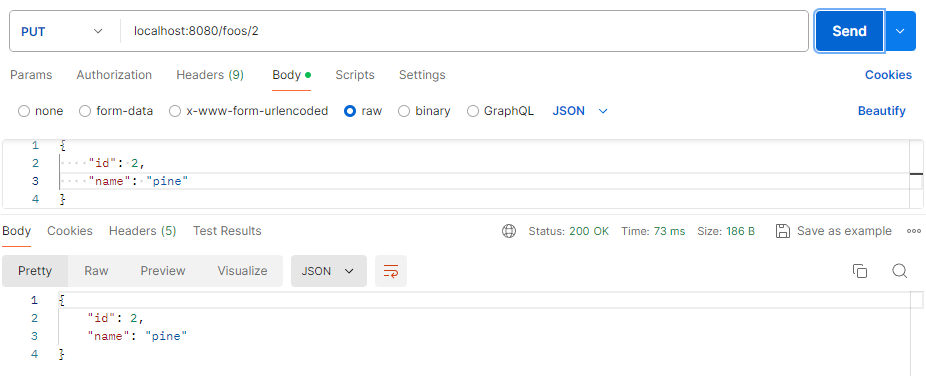 PUT localhost:8080/foos/2 Send
Params Authorization Headers (9) Body Scripts Settings Cookies
none form-data x-www-form-urlencoded raw binary GraphQL JSON Beautify
1 {
2 "id": 2,
3 "name": "pine"
4 }
Body Cookies Headers (5) Test Results Status: 200 OK Time: 73 ms Size: 186 B Save as example
Pretty Raw Preview Visualize JSON
1 {
2 "id": 2,
3 "name": "pine"
4 }